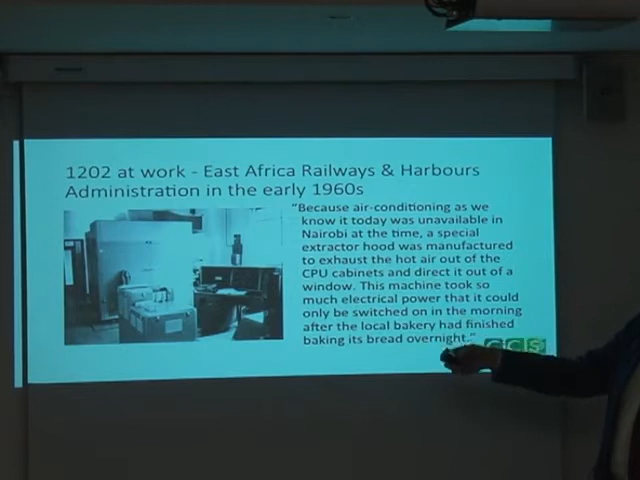 1202 at work - East Africa Railways & Harbours
Administration in the early 1960s
"Because air-conditioning as we
know it today was unavailable in
Nairobi at the time, a special
extractor hood was manufactured
to exhaust the hot air out of the
CPU cabinets and direct it out of a
window. This machine took so
much electrical power that it could
only be switched on in the morning
after the local bakery had finished
baking its bread overnight."
CCS